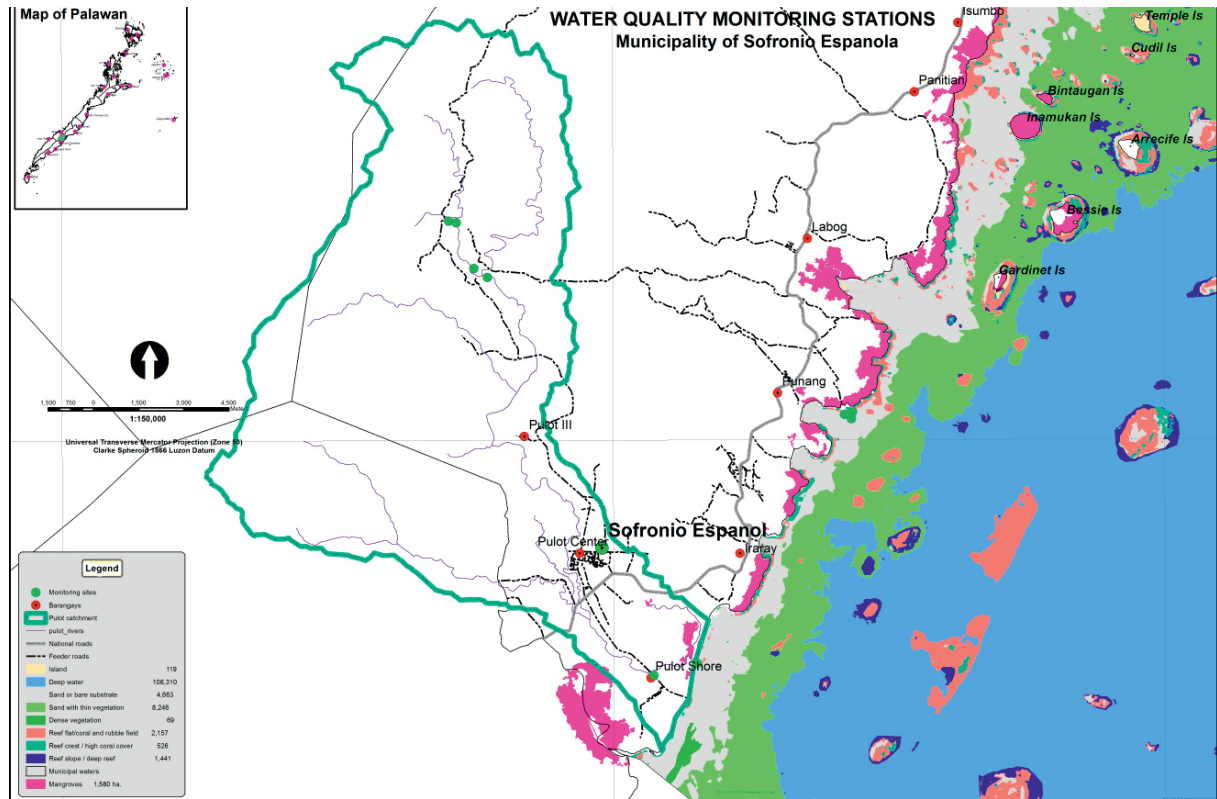 Map of Palawan
WATER QUALITY MONITORING STATIONS
Municipality of Sofronio Espanola
Isumbo
Temple Is
Cudil Is
Panitian
Bintaugan Is
Inamukan Is
Arrecife Is
Bessie Is
Labog
Gardinet Is
1,500 750 0 1,500 3,000 4,500
Meters
1:150,000
Punang
Pulot III
Universal Transverse Mercator Projection (Zone 50)
Clarke Spheroid 1866 Luzon Datum
Sofronio Espanol
Pulot Center
Iraray
Pulot Shore
Legend
Monitoring sites
Barangays
Pulot catchment
pulot_rivers
National roads
Feeder roads
Island 119
Deep water 106,310
Sand or bare substrate 4,663
Sand with thin vegetation 8,246
Dense vegetation 69
Reef flat/coral and rubble field 2,157
Reef crest / high coral cover 526
Reef slope / deep reef 1,441
Municipal waters
Mangroves 1,580 ha.